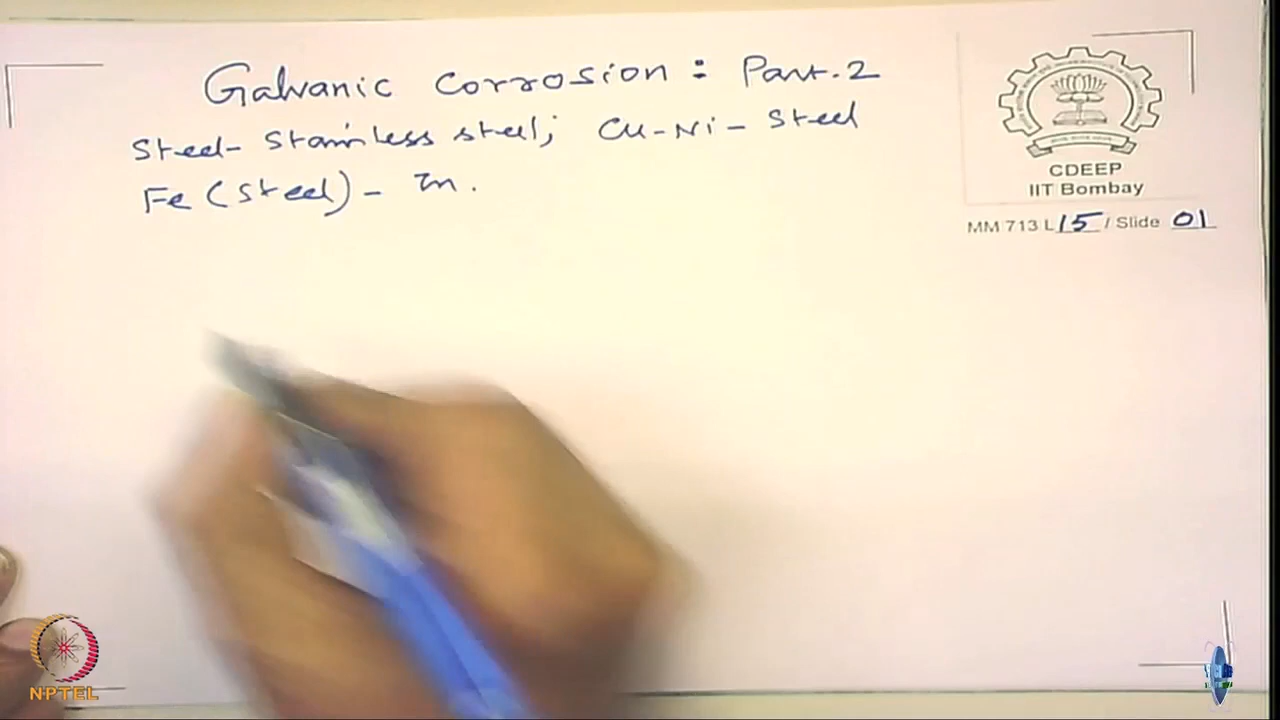 Galvanic Corrosion : Part.2
Steel- Stainless steel; Cu-Ni - Steel
Fe (Steel) - Zn.
CDEEP
IIT Bombay
MM 713 L15 / Slide 01
NPTEL